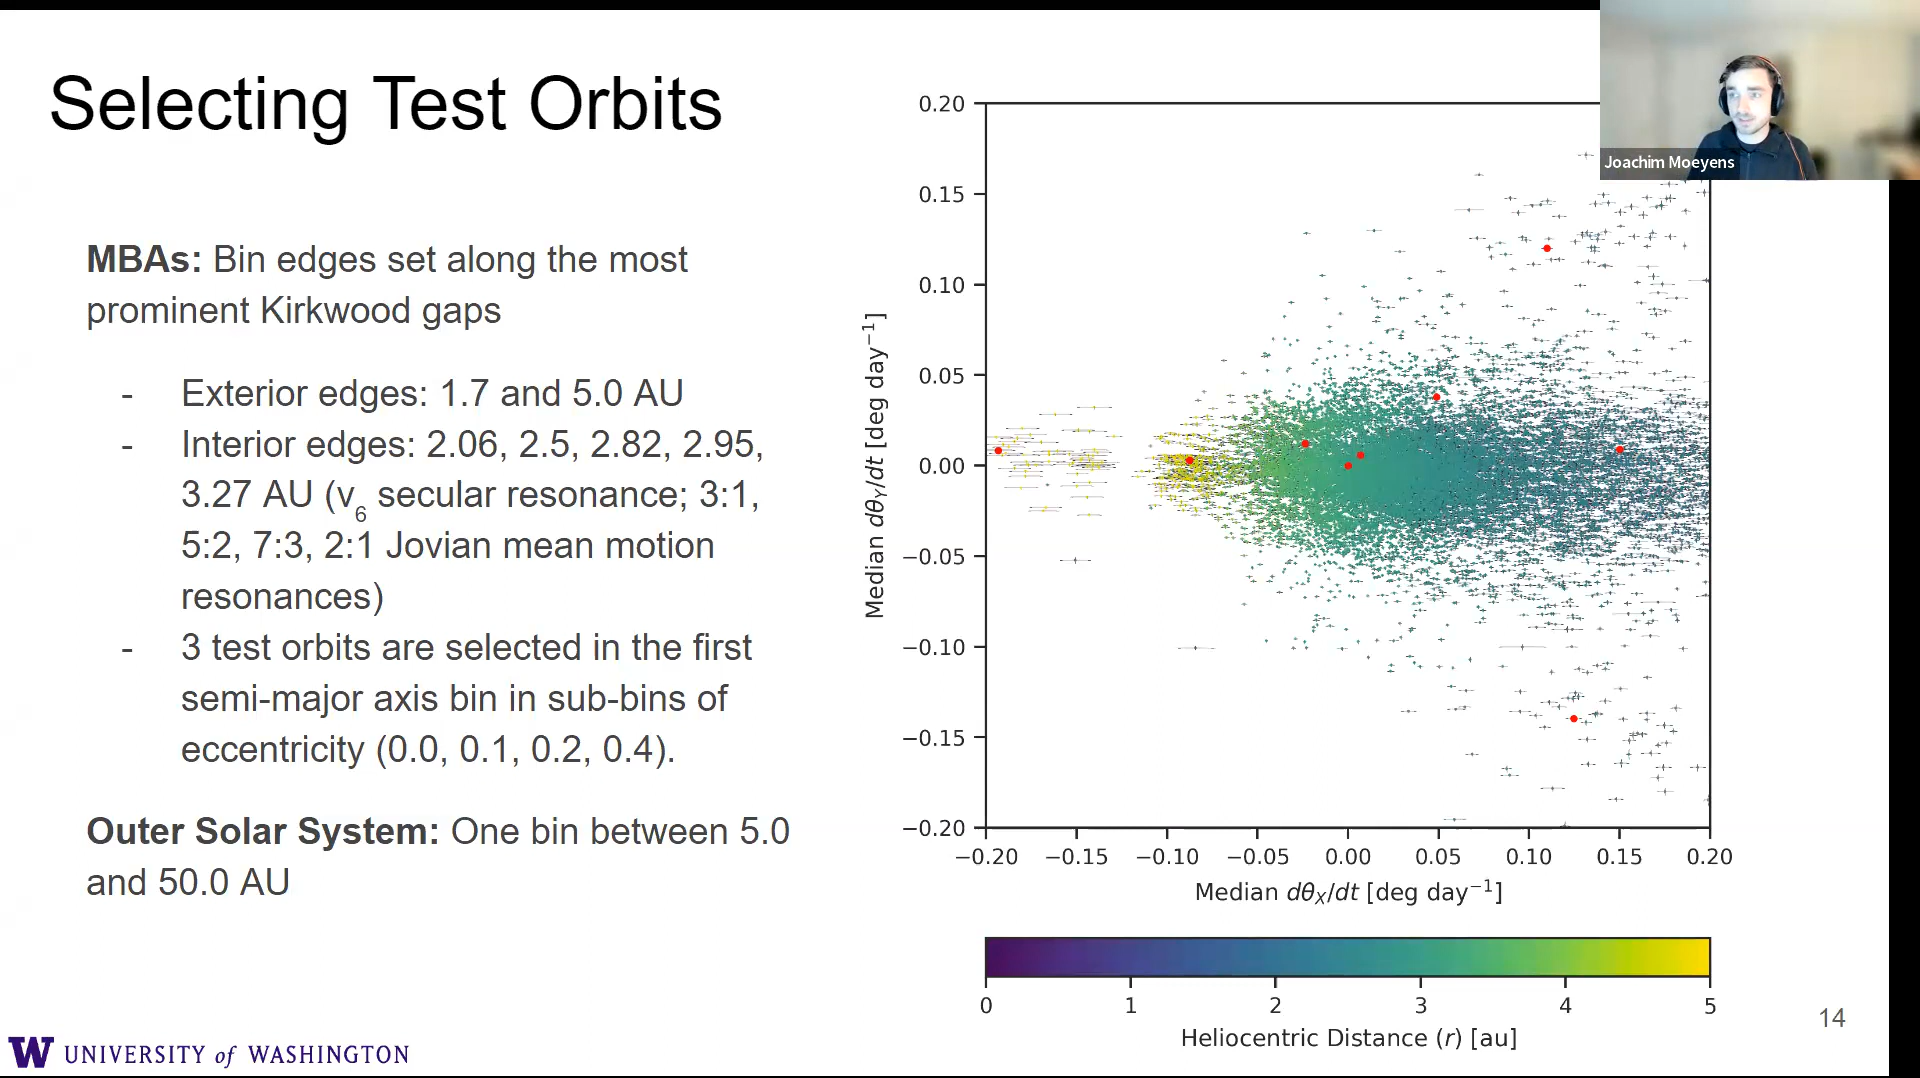 Selecting Test Orbits
MBAs: Bin edges set along the most
prominent Kirkwood gaps
- Exterior edges: 1.7 and 5.0 AU
- Interior edges: 2.06, 2.5, 2.82, 2.95,
3.27 AU (v6 secular resonance; 3:1,
5:2, 7:3, 2:1 Jovian mean motion
resonances)
- 3 test orbits are selected in the first
semi-major axis bin in sub-bins of
eccentricity (0.0, 0.1, 0.2, 0.4).
Outer Solar System: One bin between 5.0
and 50.0 AU
W UNIVERSITY of WASHINGTON
Median dθY/dt [deg day−1]
0.20
0.15
0.10
0.05
0.00
−0.05
−0.10
−0.15
−0.20
−0.20 −0.15 −0.10 −0.05 0.00 0.05 0.10 0.15 0.20
Median dθX/dt [deg day−1]
0 1 2 3 4 5
Heliocentric Distance (r) [au]
Joachim Moeyens
14